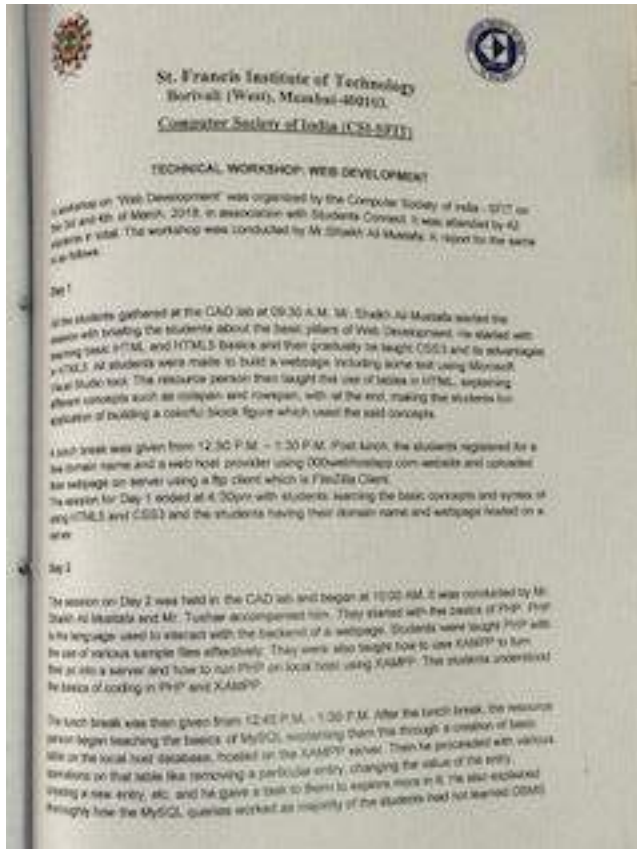 St. Francis Institute of Technology
Borivali (West), Mumbai-400103.
Computer Society of India (CSI-SFIT)
TECHNICAL WORKSHOP: WEB DEVELOPMENT
workshop on "Web Development" was organized by the Computer Society of India - SFIT on
the 3rd and 4th of March, 2018, in association with Students Connect. It was attended by 42
students in total. The workshop was conducted by Mr. Shaikh Ali Mustafa. A report for the same
is as follows:
Day 1
All the students gathered at the CAD lab at 09:30 A.M. Mr. Shaikh Ali Mustafa started the
session with briefing the students about the basic pillars of Web Development. He started with
basic HTML and HTML5 Basics and then gradually he taught CSS3 and its advantages
HTML5. All students were made to build a webpage including some text using Microsoft
Visual Studio tool. The resource person then taught the use of tables in HTML, explaining
different concepts such as colspan and rowspan, with at the end, making the students
application of building a colorful block figure which used the said concepts.
A lunch break was given from 12:30 P.M. – 1:30 P.M. Post lunch, the students registered for a
domain name and a web host provider using 000webhostapp.com website and uploaded
their webpage on server using a ftp client which is FileZilla Client.
The session for Day 1 ended at 4:30pm with students learning the basic concepts and syntax of
using HTML5 and CSS3 and the students having their domain name and webpage hosted on a
server.
Day 2
The session on Day 2 was held in the CAD lab and began at 10:00 AM. It was conducted by Mr.
Shaikh Ali Mustafa and Mr. Tushar accompanied him. They started with the basics of PHP. PHP
is the language used to interact with the backend of a webpage. Students were taught PHP with
the use of various sample files effectively. They were also taught how to use XAMPP to turn
their pc into a server and how to run PHP on local host using XAMPP. The students understood
the basics of coding in PHP and XAMPP.
The lunch break was then given from 12:45 P.M. - 1:30 P.M. After the lunch break, the resource
person began teaching the basics of MySQL explaining them this through a creation of basic
table on the local host database, hosted on the XAMPP server. Then he proceeded with various
operations on that table like removing a particular entry, changing the value of the entry,
creating a new entry, etc. and he gave a task to them to explore more in it. He also explained
thoroughly how the MySQL queries worked as majority of the students had not learned DBMS